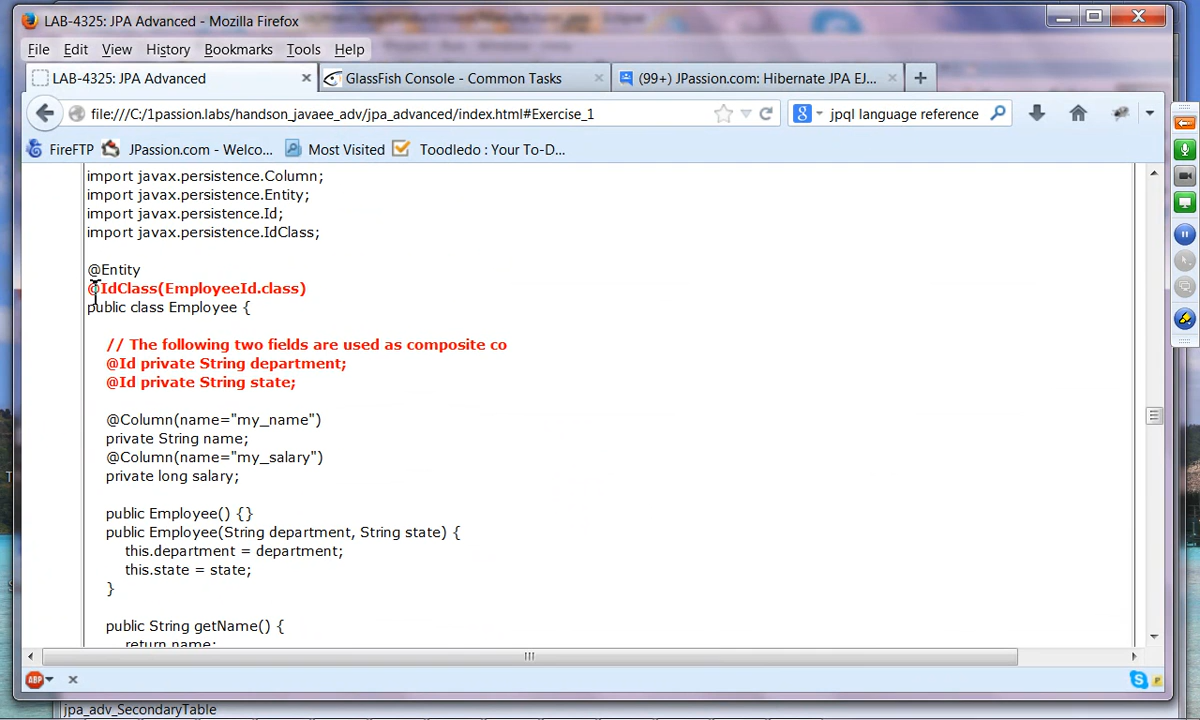 LAB-4325: JPA Advanced - Mozilla Firefox
File Edit View History Bookmarks Tools Help
LAB-4325: JPA Advanced
GlassFish Console - Common Tasks
(99+) JPassion.com: Hibernate JPA EJ...
file:///C:/1passion.labs/handson_javaee_adv/jpa_advanced/index.html#Exercise_1
jpql language reference
FireFTP JPassion.com - Welco... Most Visited Toodledo : Your To-D...
import javax.persistence.Column;
import javax.persistence.Entity;
import javax.persistence.Id;
import javax.persistence.IdClass;
@Entity
@IdClass(EmployeeId.class)
public class Employee {
// The following two fields are used as composite co
@Id private String department;
@Id private String state;
@Column(name="my_name")
private String name;
@Column(name="my_salary")
private long salary;
public Employee() {}
public Employee(String department, String state) {
this.department = department;
this.state = state;
}
public String getName() {
return name;
ABP
jpa_adv_SecondaryTable